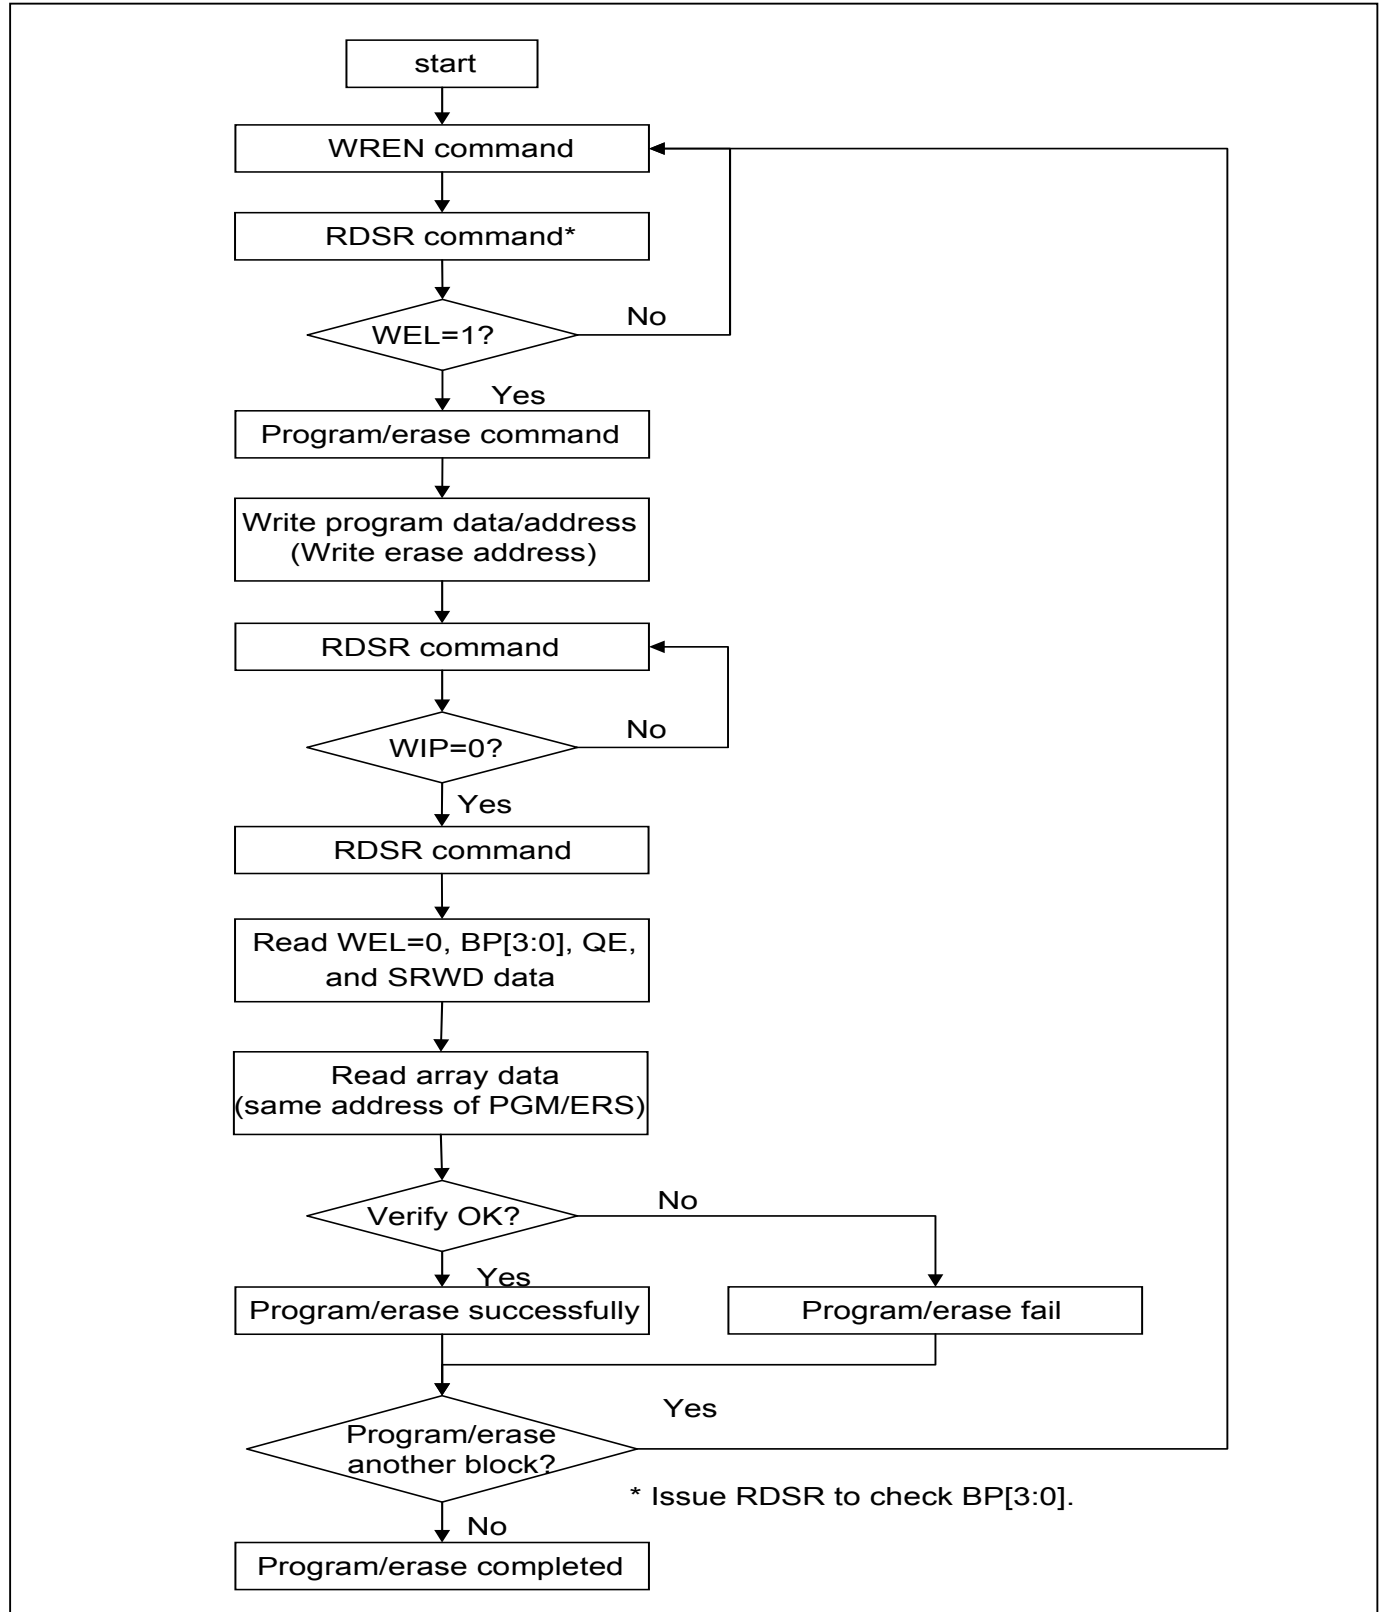 start
WREN command
RDSR command*
No
WEL=1?
Yes
Program/erase command
Write program data/address
(Write erase address)
RDSR command
No
WIP=0?
Yes
RDSR command
Read WEL=0, BP[3:0], QE,
and SRWD data
Read array data
(same address of PGM/ERS)
No
Verify OK?
Yes
Program/erase successfully
Program/erase fail
Yes
Program/erase
another block?
* Issue RDSR to check BP[3:0].
No
Program/erase completed